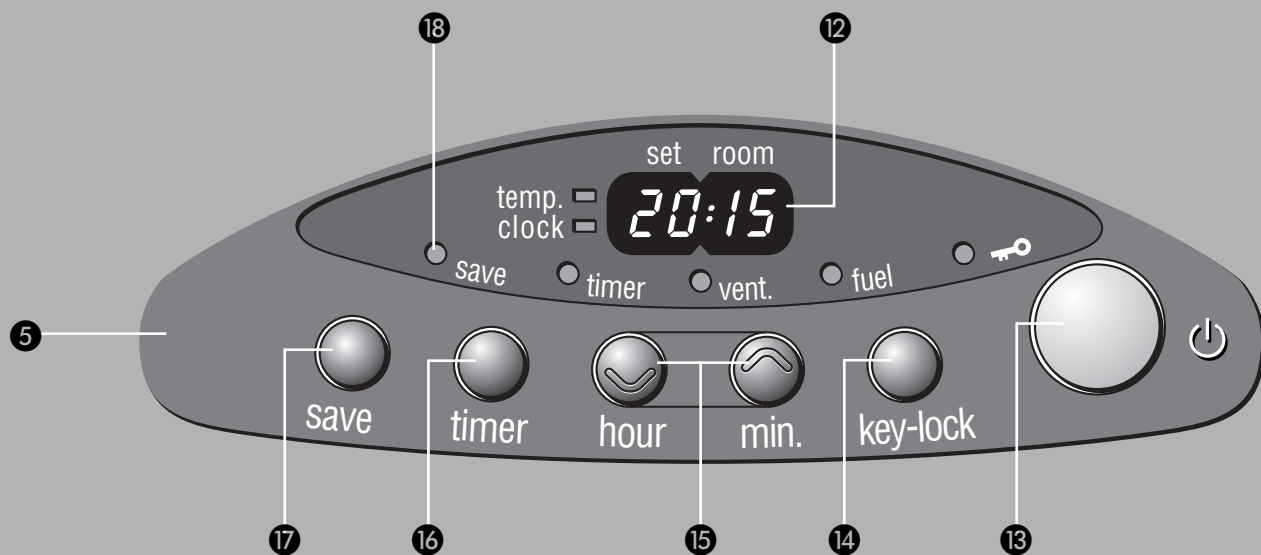 18 12
set room
temp.
20:15
clock
save timer vent. fuel
5
save timer hour min. key-lock
17 16 15 14 13